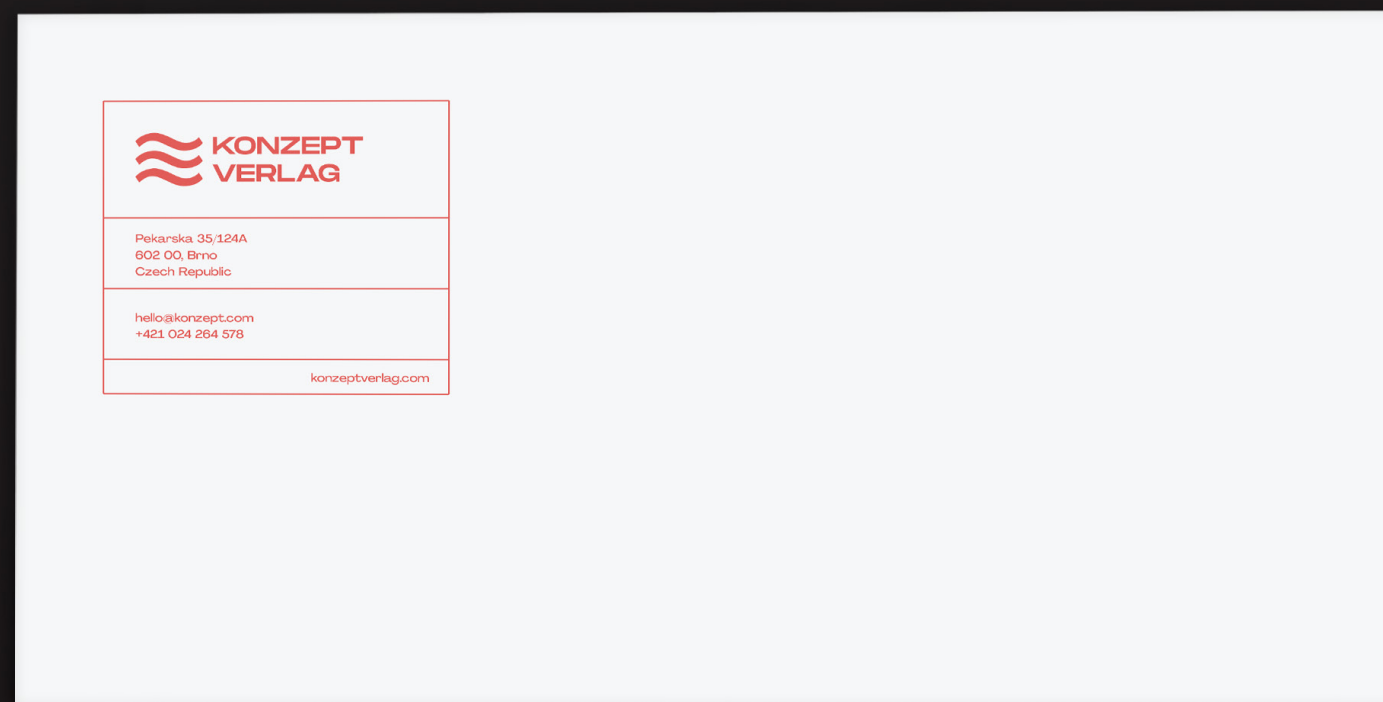 KONZEPT
VERLAG
Pekarska 35/124A
602 00, Brno
Czech Republic
hello@konzept.com
+421 024 264 578
konzeptverlag.com